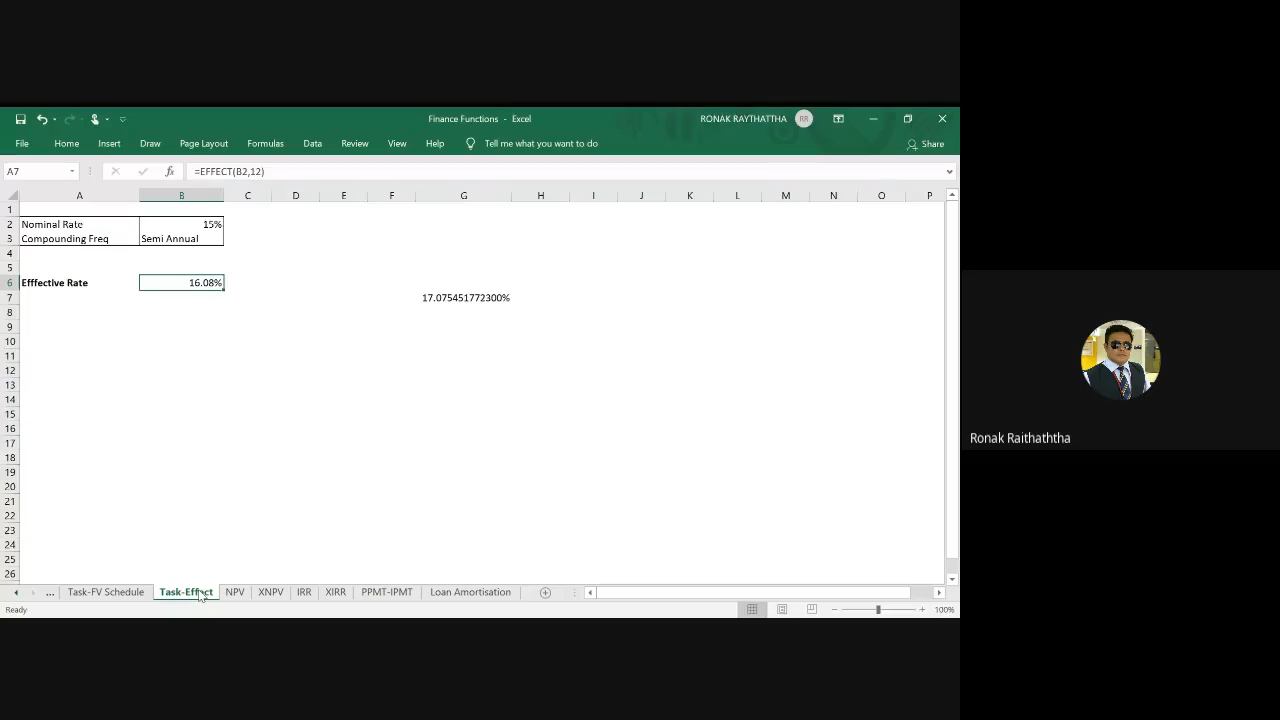 Finance Functions - Excel
RONAK RAYTHATTHA
RR
File Home Insert Draw Page Layout Formulas Data Review View Help Tell me what you want to do
Share
A7
fx
=EFFECT(B2,12)
A B C D E F G H I J K L M N O P
1
2 Nominal Rate 15%
3 Compounding Freq Semi Annual
4
5
6 Efffective Rate 16.08%
7 17.075451772300%
8
9
10
11
12
13
14
15
16
17
18
19
20
21
22
23
24
25
26
... Task-FV Schedule Task-Effect NPV XNPV IRR XIRR PPMT-IPMT Loan Amortisation
Ready
100%
Ronak Raithaththa